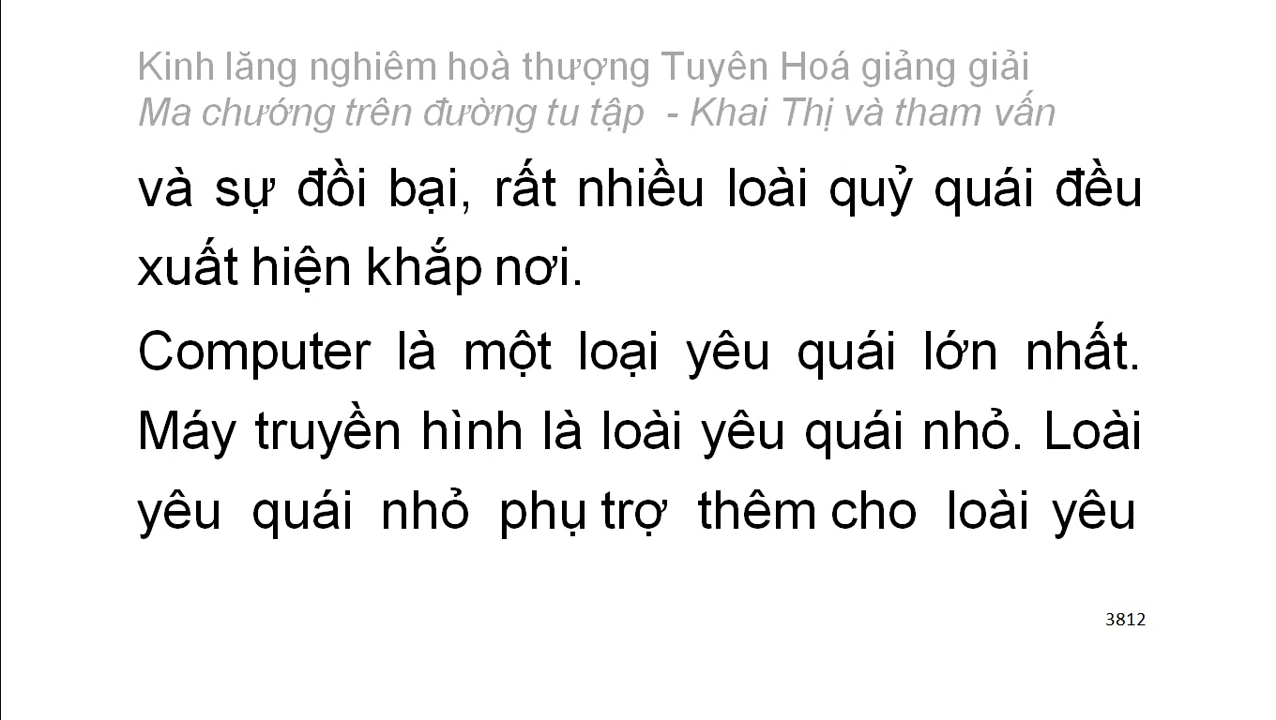 Kinh lăng nghiêm hoà thượng Tuyên Hoá giảng giải
Ma chướng trên đường tu tập - Khai Thị và tham vấn
và sự đồi bại, rất nhiều loài quỷ quái đều
xuất hiện khắp nơi.
Computer là một loại yêu quái lớn nhất.
Máy truyền hình là loài yêu quái nhỏ. Loài
yêu quái nhỏ phụ trợ thêm cho loài yêu
3812